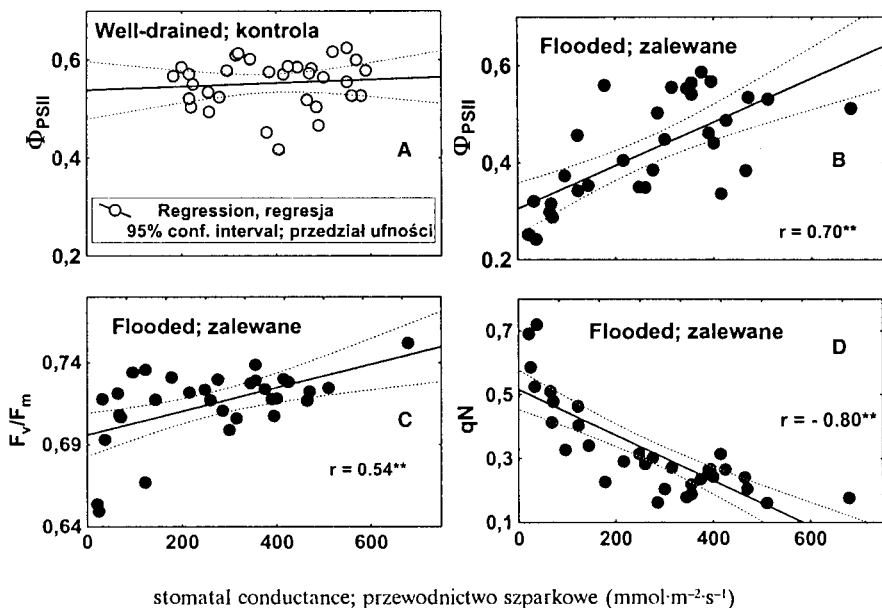 Well-drained; kontrola
0,6
0,4
0,2
ΦPSII
A
Regression, regresja
95% conf. interval; przedział ufności
Flooded; zalewane
0,6
0,4
0.2
ΦPSII
B
r = 0.70**
Flooded; zalewane
0,74
0,69
0,64
Fv/Fm
C
r = 0.54**
0 200 400 600
Flooded; zalewane
0,7
0,5
0,3
0,1
qN
D
r = - 0.80**
0 200 400 600
stomatal conductance; przewodnictwo szparkowe (mmol·m⁻²·s⁻¹)